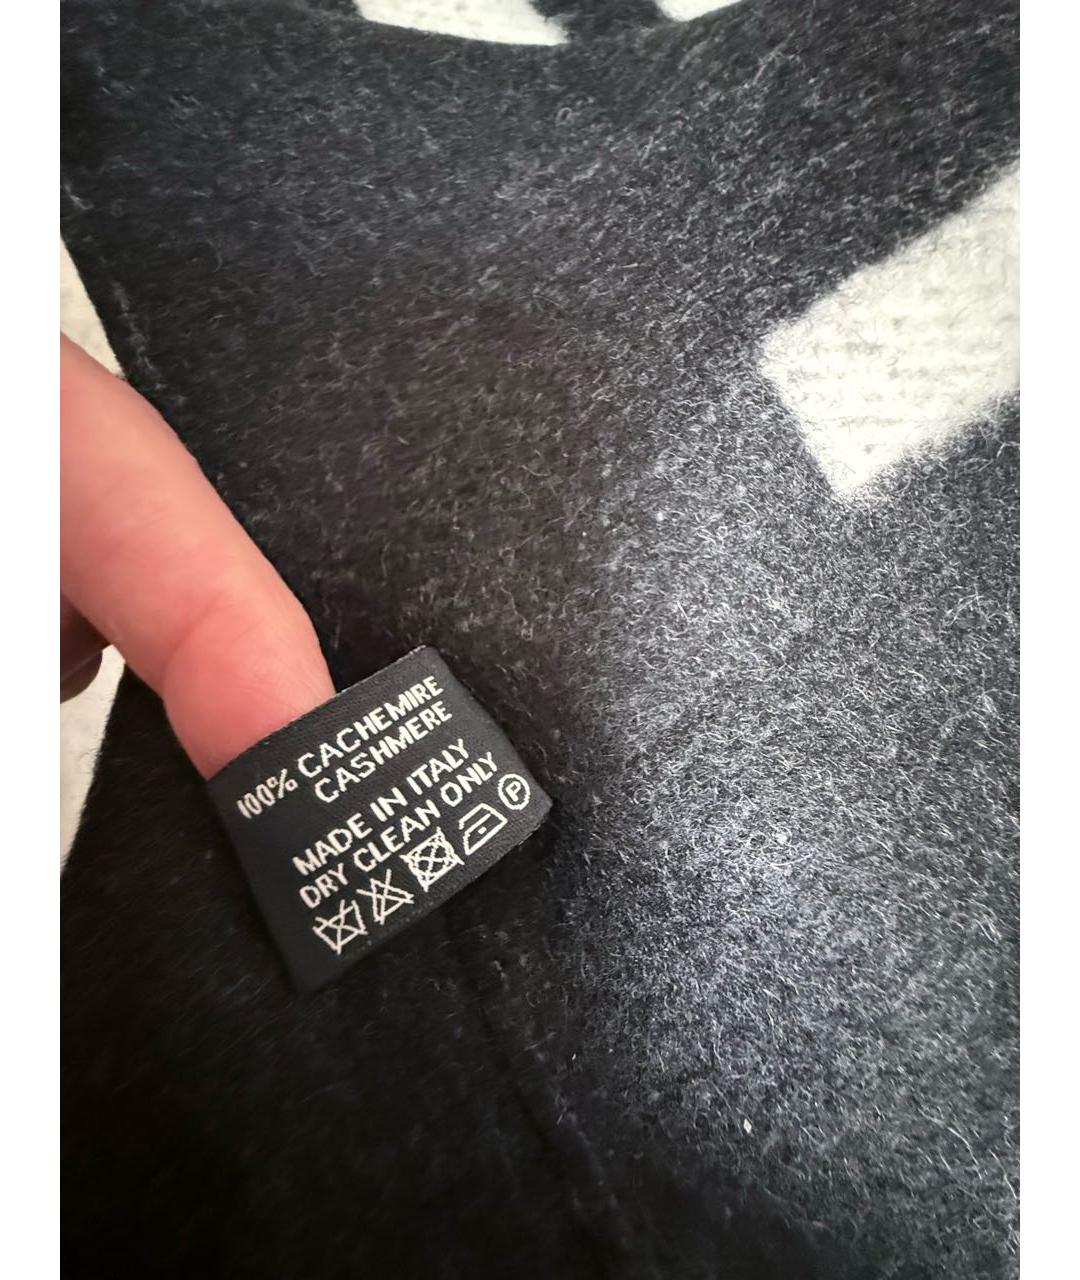 100% CACHEMIRE
CASHMERE
MADE IN ITALY
DRY CLEAN ONLY
P